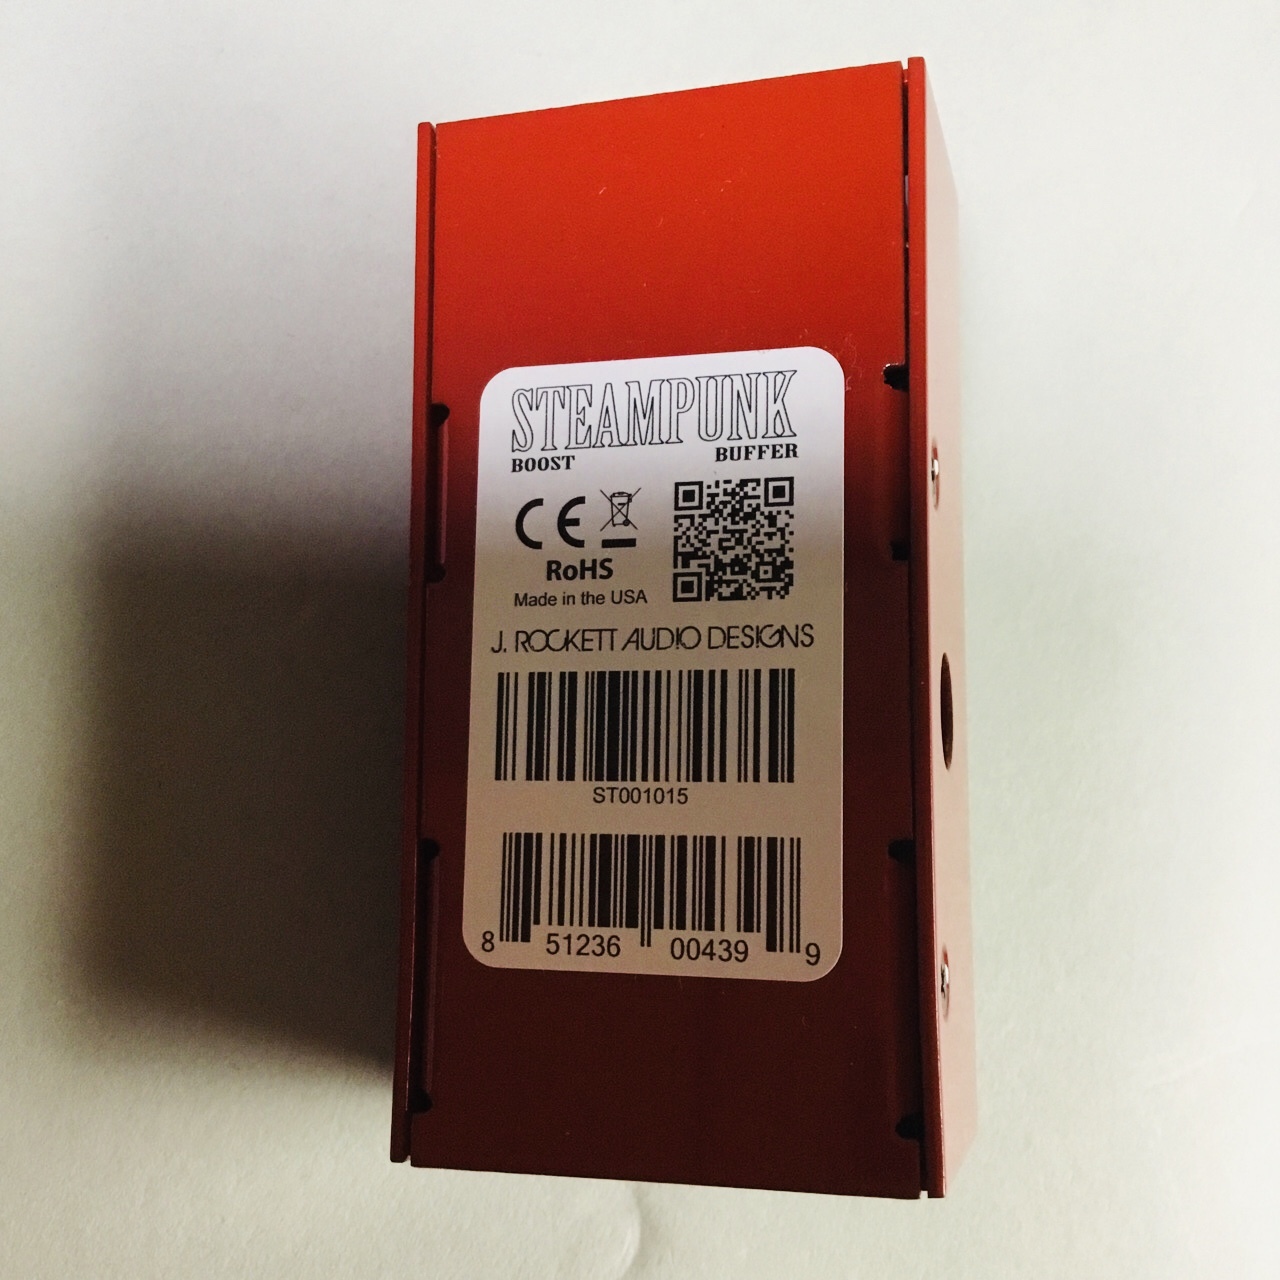 STEAMPUNK
BOOST BUFFER
CE
RoHS
Made in the USA
J. ROCKETT AUDIO DESIGNS
ST001015
8 51236 00439 9